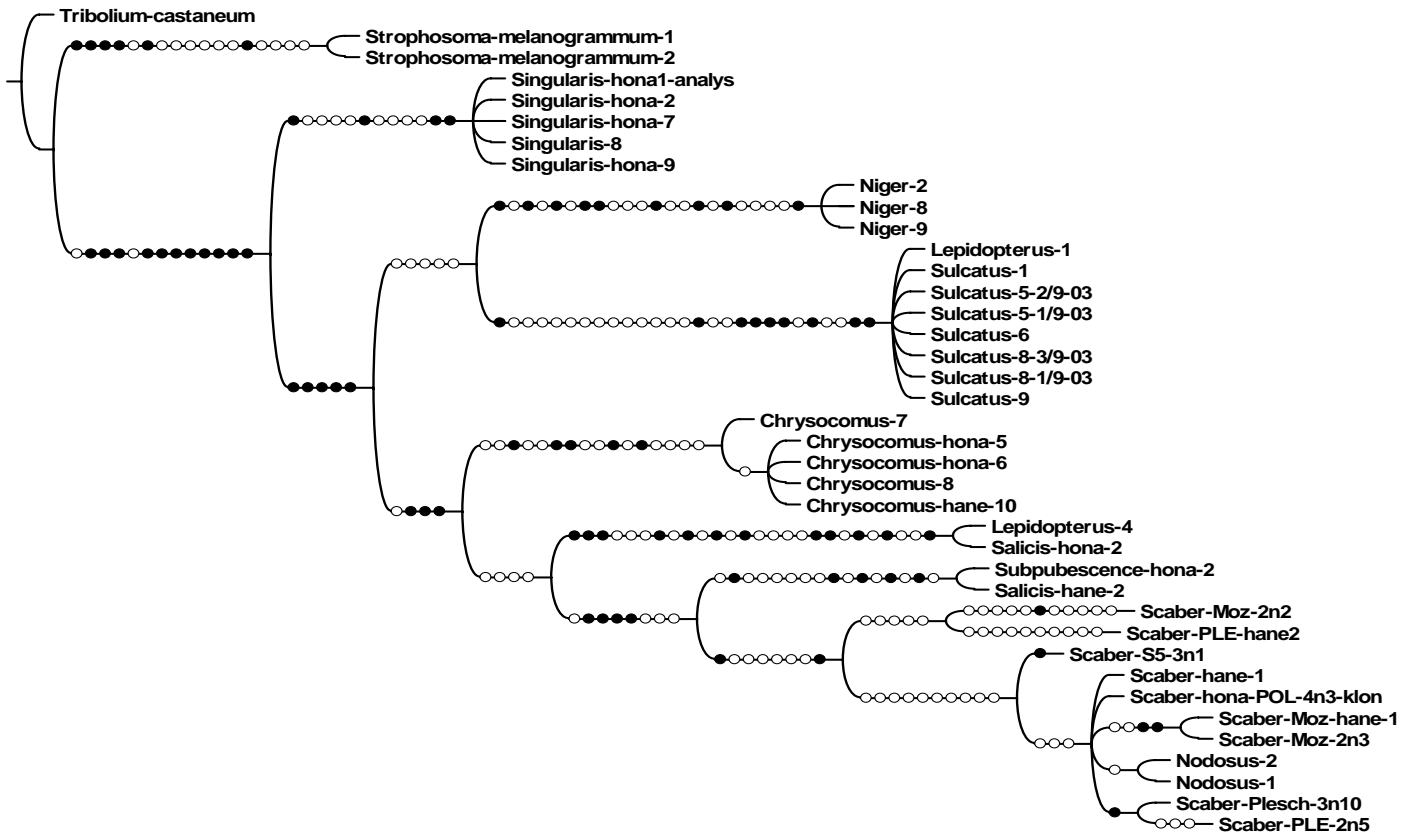 Tribolium-castaneum
Strophosoma-melanogrammum-1
Strophosoma-melanogrammum-2
Singularis-hona1-analys
Singularis-hona-2
Singularis-hona-7
Singularis-8
Singularis-hona-9
Niger-2
Niger-8
Niger-9
Lepidopterus-1
Sulcatus-1
Sulcatus-5-2/9-03
Sulcatus-5-1/9-03
Sulcatus-6
Sulcatus-8-3/9-03
Sulcatus-8-1/9-03
Sulcatus-9
Chrysocomus-7
Chrysocomus-hona-5
Chrysocomus-hona-6
Chrysocomus-8
Chrysocomus-hane-10
Lepidopterus-4
Salicis-hona-2
Subpubescence-hona-2
Salicis-hane-2
Scaber-Moz-2n2
Scaber-PLE-hane2
Scaber-S5-3n1
Scaber-hane-1
Scaber-hona-POL-4n3-klon
Scaber-Moz-hane-1
Scaber-Moz-2n3
Nodosus-2
Nodosus-1
Scaber-Plesch-3n10
Scaber-PLE-2n5